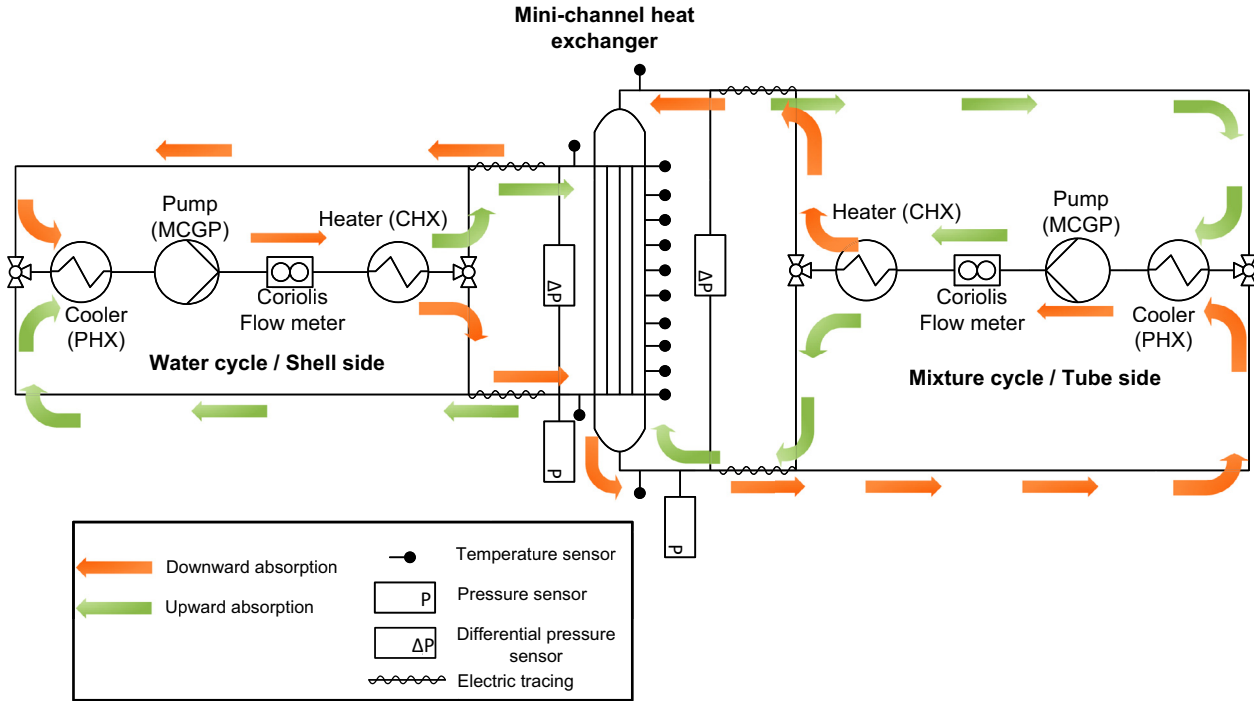 Mini-channel heat
exchanger
Pump
(MCGP)
Heater (CHX)
Coriolis
Flow meter
Cooler
(PHX)
Water cycle / Shell side
ΔP
P
ΔP
P
Heater (CHX)
Pump
(MCGP)
Coriolis
Flow meter
Cooler
(PHX)
Mixture cycle / Tube side
Downward absorption
Upward absorption
Temperature sensor
P
Pressure sensor
ΔP
Differential pressure
sensor
Electric tracing